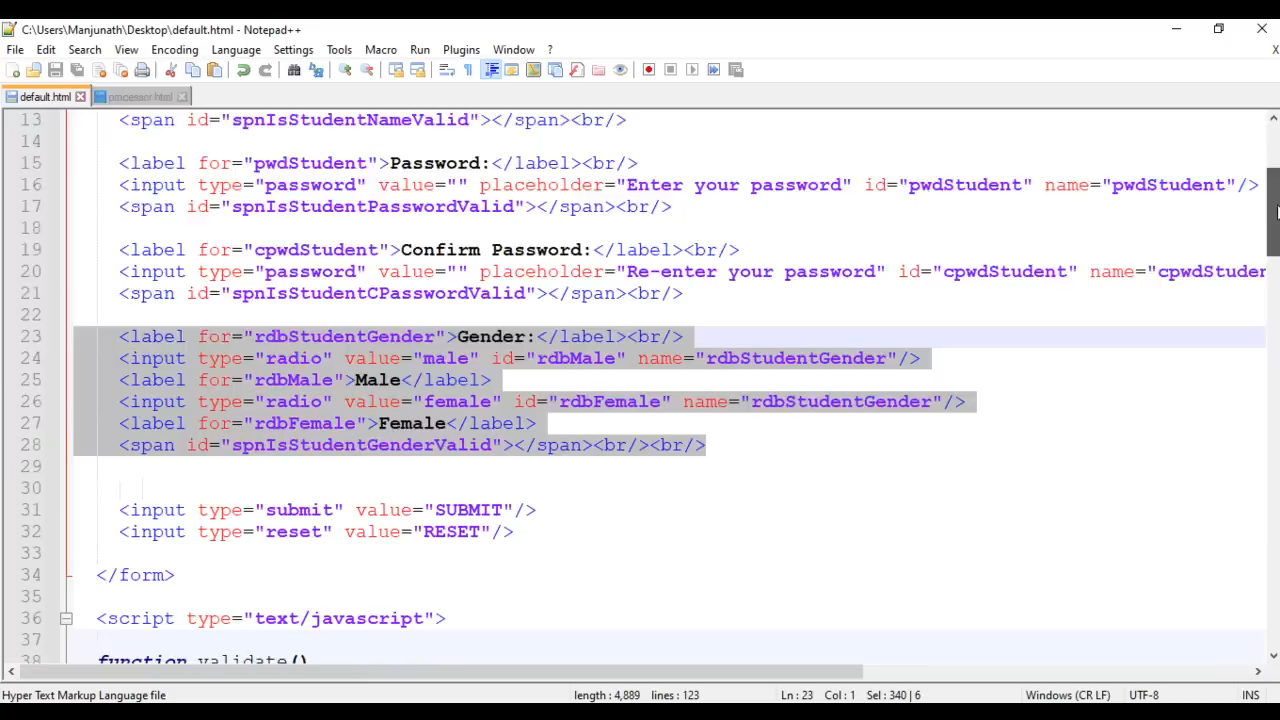 C:\Users\Manjunath\Desktop\default.html - Notepad++
File Edit Search View Encoding Language Settings Tools Macro Run Plugins Window ? X
default.html processor.html
13 <span id="spnIsStudentNameValid"></span><br/>
14
15 <label for="pwdStudent">Password:</label><br/>
16 <input type="password" value="" placeholder="Enter your password" id="pwdStudent" name="pwdStudent"/>
17 <span id="spnIsStudentPasswordValid"></span><br/>
18
19 <label for="cpwdStudent">Confirm Password:</label><br/>
20 <input type="password" value="" placeholder="Re-enter your password" id="cpwdStudent" name="cpwdStuden
21 <span id="spnIsStudentCPasswordValid"></span><br/>
22
23 <label for="rdbStudentGender">Gender:</label><br/>
24 <input type="radio" value="male" id="rdbMale" name="rdbStudentGender"/>
25 <label for="rdbMale">Male</label>
26 <input type="radio" value="female" id="rdbFemale" name="rdbStudentGender"/>
27 <label for="rdbFemale">Female</label>
28 <span id="spnIsStudentGenderValid"></span><br/><br/>
29
30
31 <input type="submit" value="SUBMIT"/>
32 <input type="reset" value="RESET"/>
33
34 </form>
35
36 <script type="text/javascript">
37
38 function validate()
Hyper Text Markup Language file length : 4,889 lines : 123 Ln : 23 Col : 1 Sel : 340 | 6 Windows (CR LF) UTF-8 INS